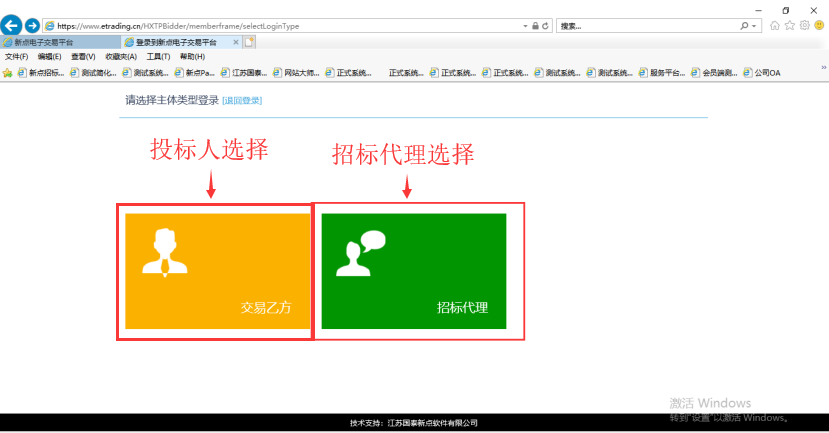 https://www.etrading.cn/HXTPBidder/memberframe/selectLoginType
搜索...
新点电子交易平台
登录到新点电子交易平台
文件(F) 编辑(E) 查看(V) 收藏夹(A) 工具(T) 帮助(H)
新点招标... 测试简化... 测试系统... 新点Pa... 江苏国泰... 网站大师... 正式系统... 正式系统... 正式系统... 正式系统... 测试系统... 测试系统... 服务平台... 会员端测... 公司OA
请选择主体类型登录 [退回登录]
投标人选择
招标代理选择
交易乙方
招标代理
激活 Windows
转到"设置"以激活 Windows。
技术支持：江苏国泰新点软件有限公司